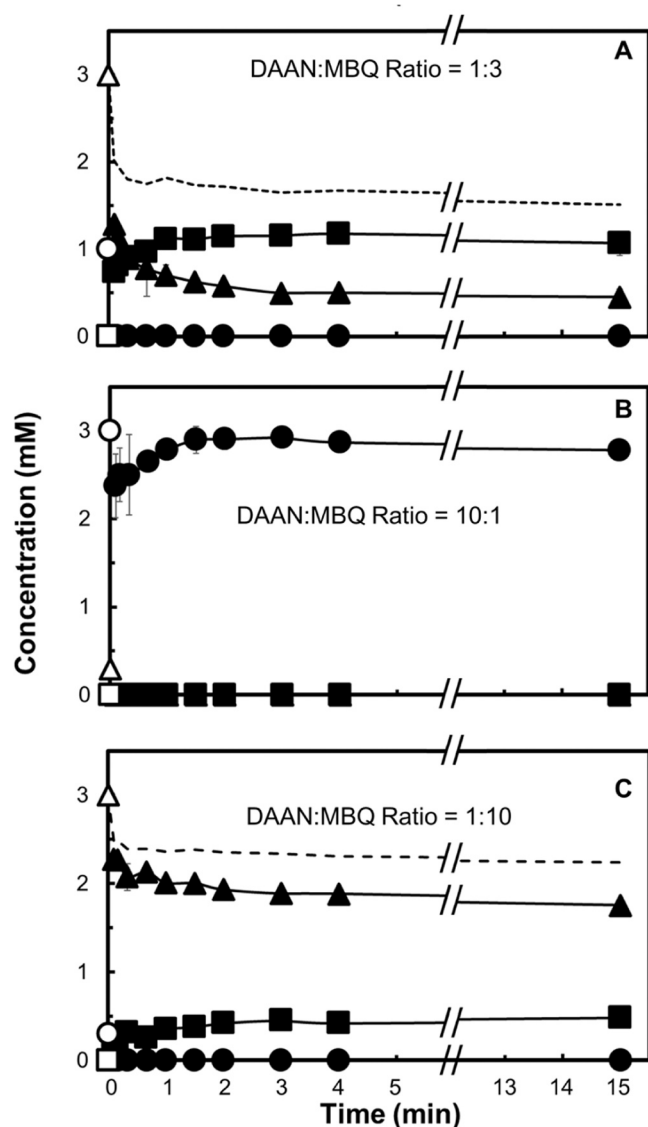 A
DAAN:MBQ Ratio = 1:3
3
2
1
0
B
DAAN:MBQ Ratio = 10:1
3
2
1
0
C
DAAN:MBQ Ratio = 1:10
3
2
1
0
Concentration (mM)
0 1 2 3 4 5 13 14 15
Time (min)